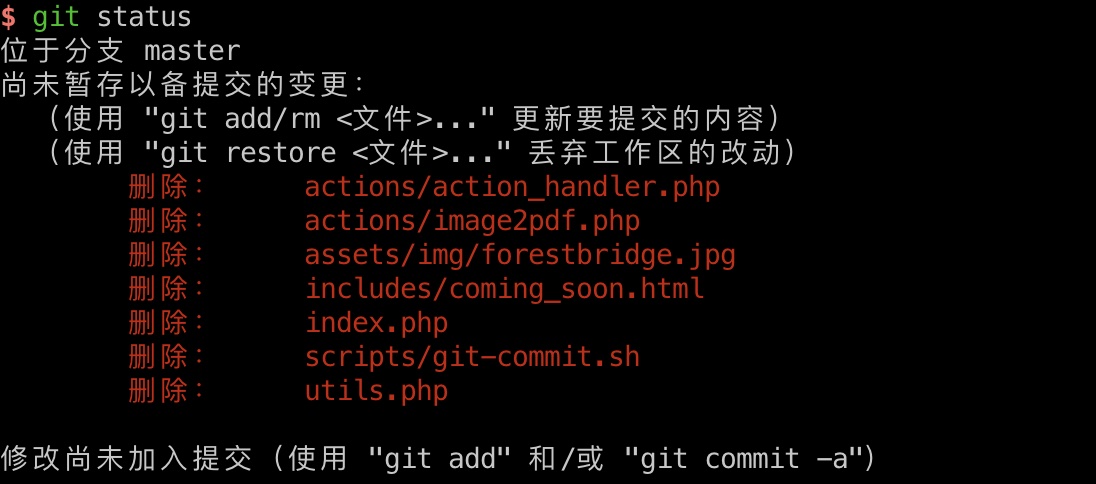 $ git status
位于分支 master
尚未暂存以备提交的变更:
（使用 "git add/rm <文件>..." 更新要提交的内容）
（使用 "git restore <文件>..." 丢弃工作区的改动）
删除: actions/action_handler.php
删除: actions/image2pdf.php
删除: assets/img/forestbridge.jpg
删除: includes/coming_soon.html
删除: index.php
删除: scripts/git-commit.sh
删除: utils.php
修改尚未加入提交（使用 "git add" 和/或 "git commit -a"）